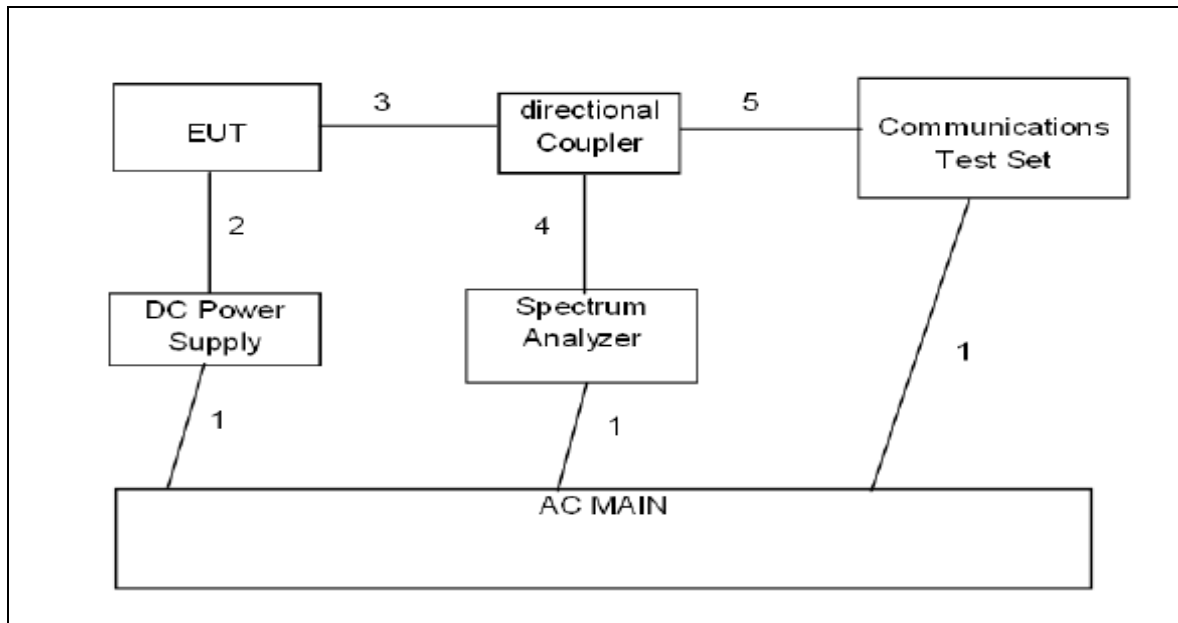 EUT
3
directional
Coupler
5
Communications
Test Set
2
4
DC Power
Supply
Spectrum
Analyzer
1
1
1
AC MAIN